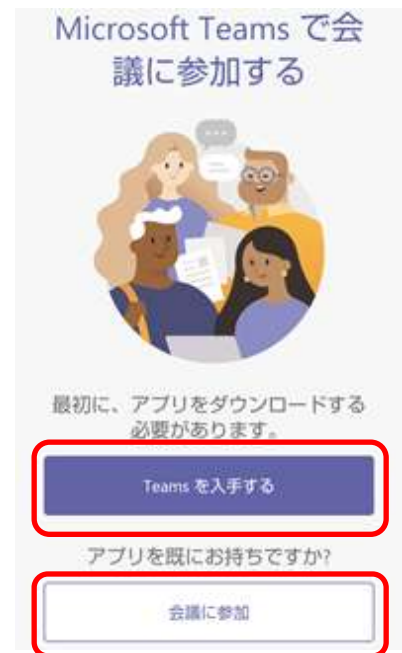 Microsoft Teams で会
議に参加する
最初に、アプリをダウンロードする
必要があります。
Teams を入手する
アプリを既にお持ちですか?
会議に参加